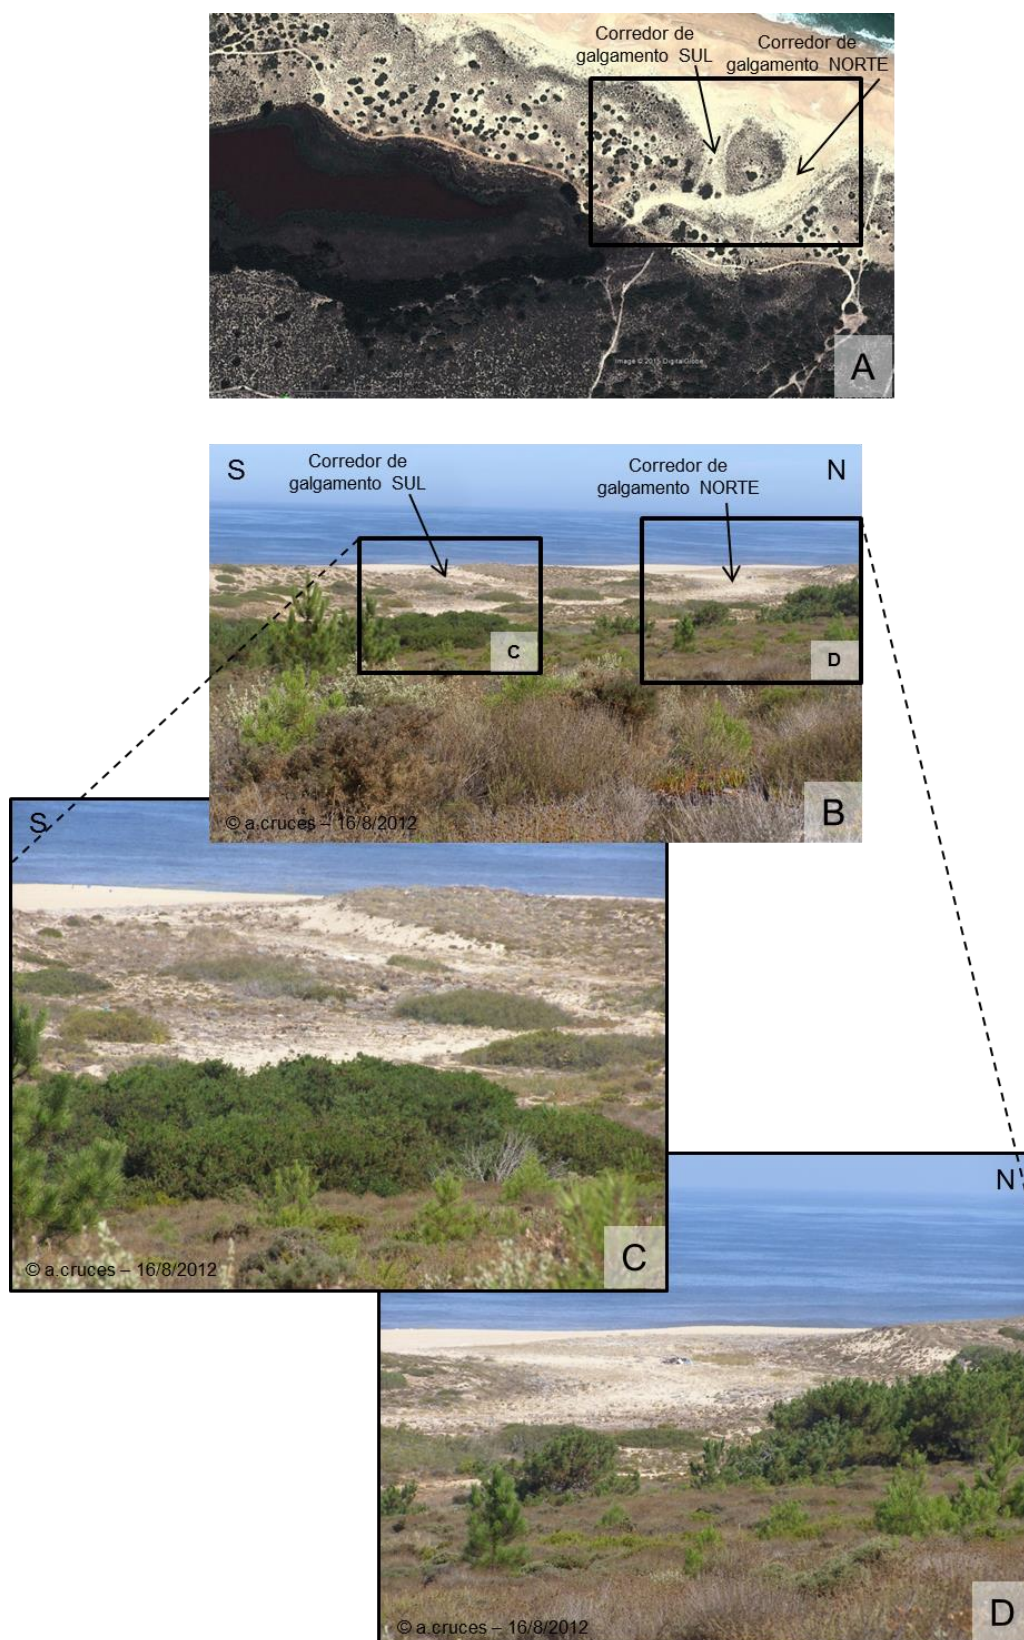 Corredor de
galgamento SUL
Corredor de
galgamento NORTE
Image © 2015 DigitalGlobe
A
S
Corredor de
galgamento SUL
Corredor de
galgamento NORTE
N
C
D
© a.cruces – 16/8/2012
B
S
© a.cruces – 16/8/2012
C
N
© a.cruces – 16/8/2012
D